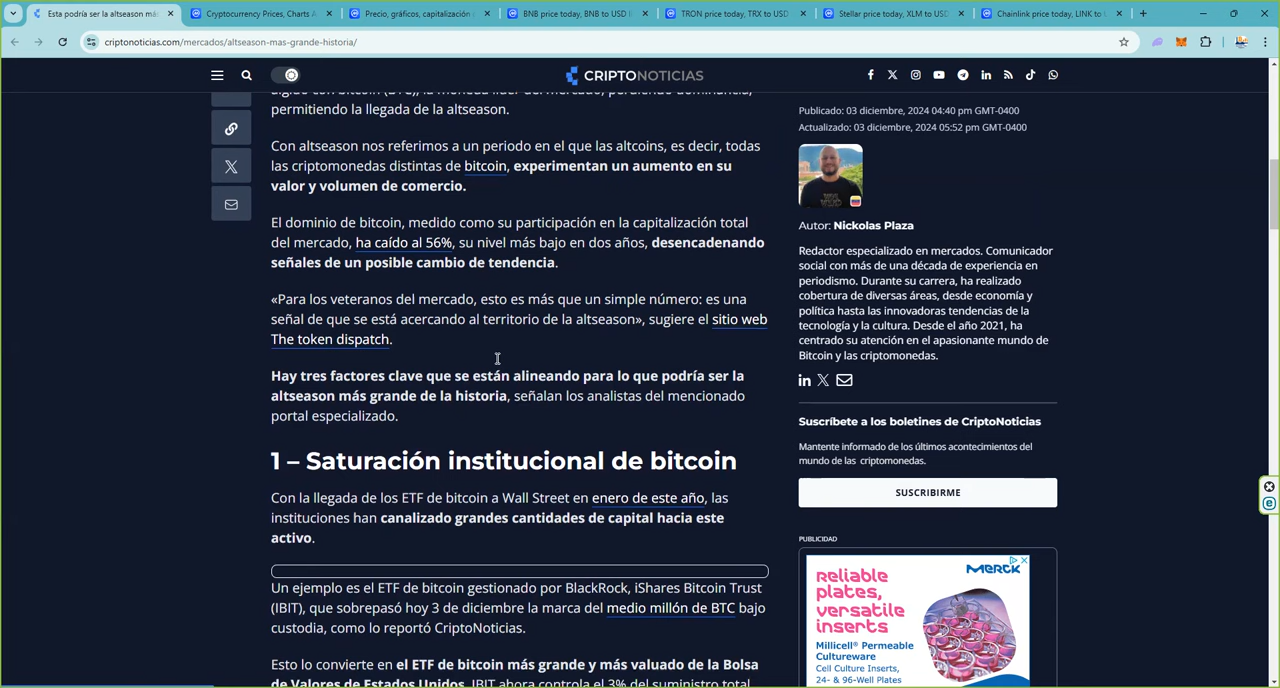 Esta podría ser la altseason más
Cryptocurrency Prices, Charts A
Precio, gráficos, capitalización
BNB price today, BNB to USD
TRON price today, TRX to USD
Stellar price today, XLM to USD
Chainlink price today, LINK to
criptonoticias.com/mercados/altseason-mas-grande-historia/
CRIPTONOTICIAS
permitiendo la llegada de la altseason.
Con altseason nos referimos a un periodo en el que las altcoins, es decir, todas
las criptomonedas distintas de bitcoin, experimentan un aumento en su
valor y volumen de comercio.
El dominio de bitcoin, medido como su participación en la capitalización total
del mercado, ha caído al 56%, su nivel más bajo en dos años, desencadenando
señales de un posible cambio de tendencia.
«Para los veteranos del mercado, esto es más que un simple número: es una
señal de que se está acercando al territorio de la altseason», sugiere el sitio web
The token dispatch.
Hay tres factores clave que se están alineando para lo que podría ser la
altseason más grande de la historia, señalan los analistas del mencionado
portal especializado.
1 – Saturación institucional de bitcoin
Con la llegada de los ETF de bitcoin a Wall Street en enero de este año, las
instituciones han canalizado grandes cantidades de capital hacia este
activo.
Un ejemplo es el ETF de bitcoin gestionado por BlackRock, iShares Bitcoin Trust
(IBIT), que sobrepasó hoy 3 de diciembre la marca del medio millón de BTC bajo
custodia, como lo reportó CriptoNoticias.
Esto lo convierte en el ETF de bitcoin más grande y más valuado de la Bolsa
de Valores de Estados Unidos. IBIT ahora controla el 3% del suministro total
Publicado: 03 diciembre, 2024 04:40 pm GMT-0400
Actualizado: 03 diciembre, 2024 05:52 pm GMT-0400
Autor: Nickolas Plaza
Redactor especializado en mercados. Comunicador
social con más de una década de experiencia en
periodismo. Durante su carrera, ha realizado
cobertura de diversas áreas, desde economía y
política hasta las innovadoras tendencias de la
tecnología y la cultura. Desde el año 2021, ha
centrado su atención en el apasionante mundo de
Bitcoin y las criptomonedas.
Suscríbete a los boletines de CriptoNoticias
Mantente informado de los últimos acontecimientos del
mundo de las criptomonedas.
SUSCRIBIRME
PUBLICIDAD
MERCK
reliable
plates,
versatile
inserts
Millicell® Permeable
Cultureware
Cell Culture Inserts,
24- & 96-Well Plates